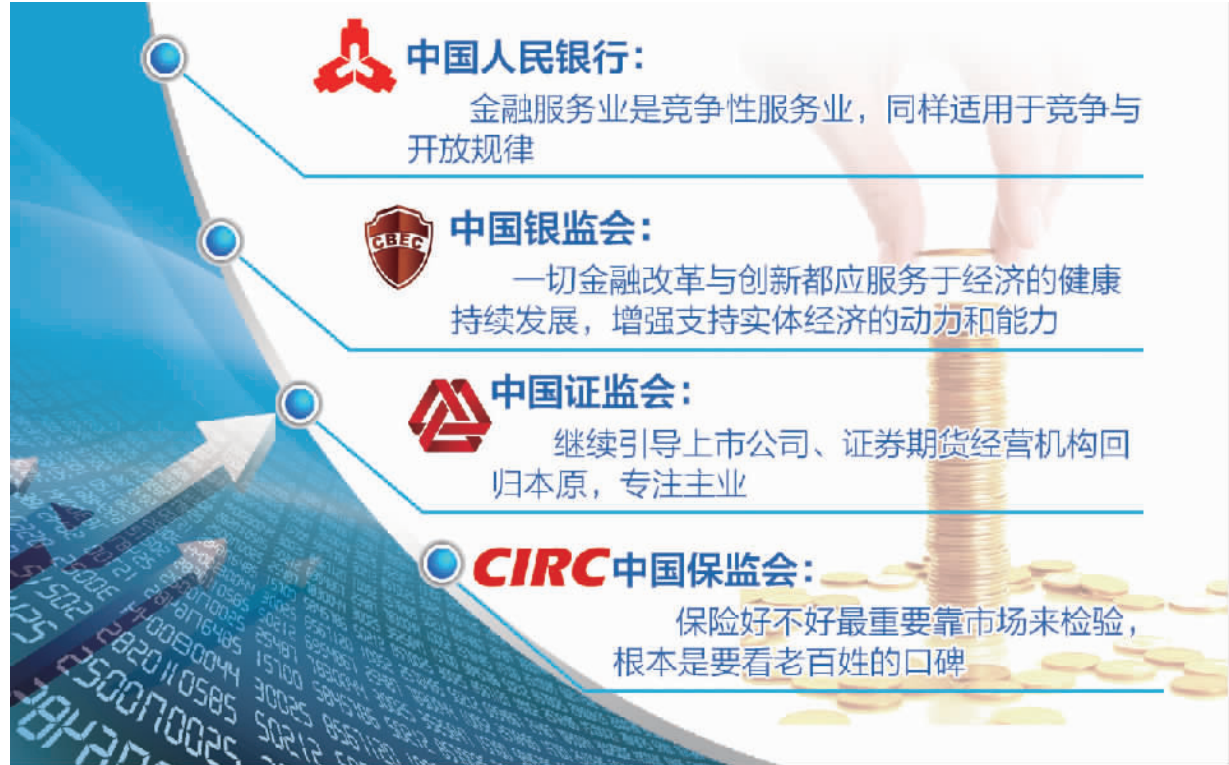 中国人民银行：
金融服务业是竞争性服务业，同样适用于竞争与
开放规律
CBEC
中国银监会：
一切金融改革与创新都应服务于经济的健康
持续发展，增强支持实体经济的动力和能力
中国证监会：
继续引导上市公司、证券期货经营机构回
归本原，专注主业
CIRC中国保监会：
保险好不好最重要靠市场来检验，
根本是要看老百姓的口碑